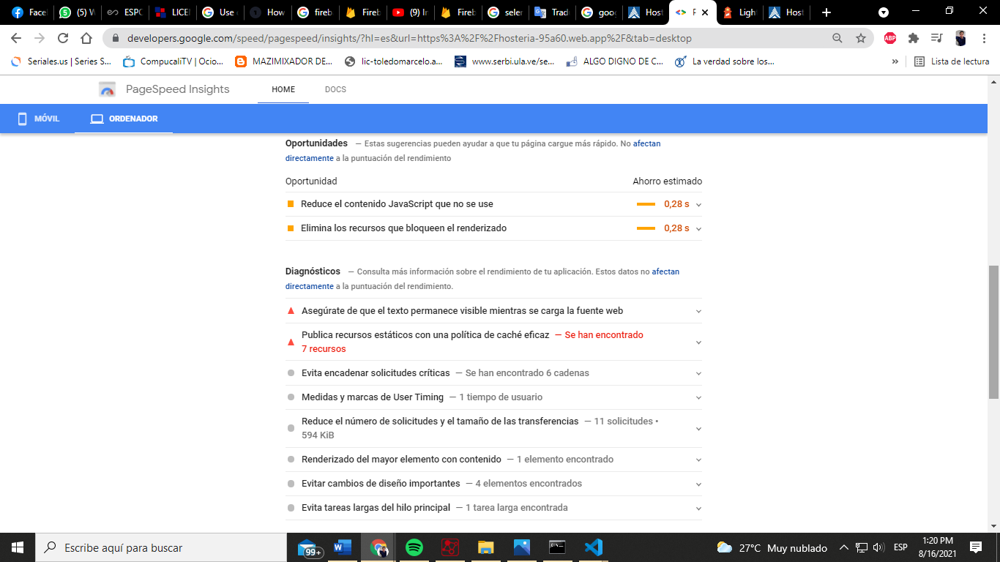 Facel
(5) W
ESPO
LICEI
Use
How
fireb
Fireb
(9) Ir
Fireb
seler
Trad
goog
Host
P
Ligh
Host
developers.google.com/speed/pagespeed/insights/?hl=es&url=https%3A%2F%2Fhosteria-95a60.web.app%2F&tab=desktop
ABP
Seriales.us | Series S...
CompucaliTV | Ocio...
MAZIMIXADOR DE...
lic-toledomarcelo.a...
www.serbi.ula.ve/se...
ALGO DIGNO DE C...
La verdad sobre los...
»
Lista de lectura
PageSpeed Insights
HOME
DOCS
MÓVIL
ORDENADOR
Oportunidades — Estas sugerencias pueden ayudar a que tu página cargue más rápido. No afectan
directamente a la puntuación del rendimiento
Oportunidad Ahorro estimado
Reduce el contenido JavaScript que no se use 0,28 s
Elimina los recursos que bloqueen el renderizado 0,28 s
Diagnósticos — Consulta más información sobre el rendimiento de tu aplicación. Estos datos no afectan
directamente a la puntuación del rendimiento.
Asegúrate de que el texto permanece visible mientras se carga la fuente web
Publica recursos estáticos con una política de caché eficaz — Se han encontrado
7 recursos
Evita encadenar solicitudes críticas — Se han encontrado 6 cadenas
Medidas y marcas de User Timing — 1 tiempo de usuario
Reduce el número de solicitudes y el tamaño de las transferencias — 11 solicitudes •
594 KiB
Renderizado del mayor elemento con contenido — 1 elemento encontrado
Evitar cambios de diseño importantes — 4 elementos encontrados
Evita tareas largas del hilo principal — 1 tarea larga encontrada
Escribe aquí para buscar
99+
27°C Muy nublado
ESP
1:20 PM
8/16/2021